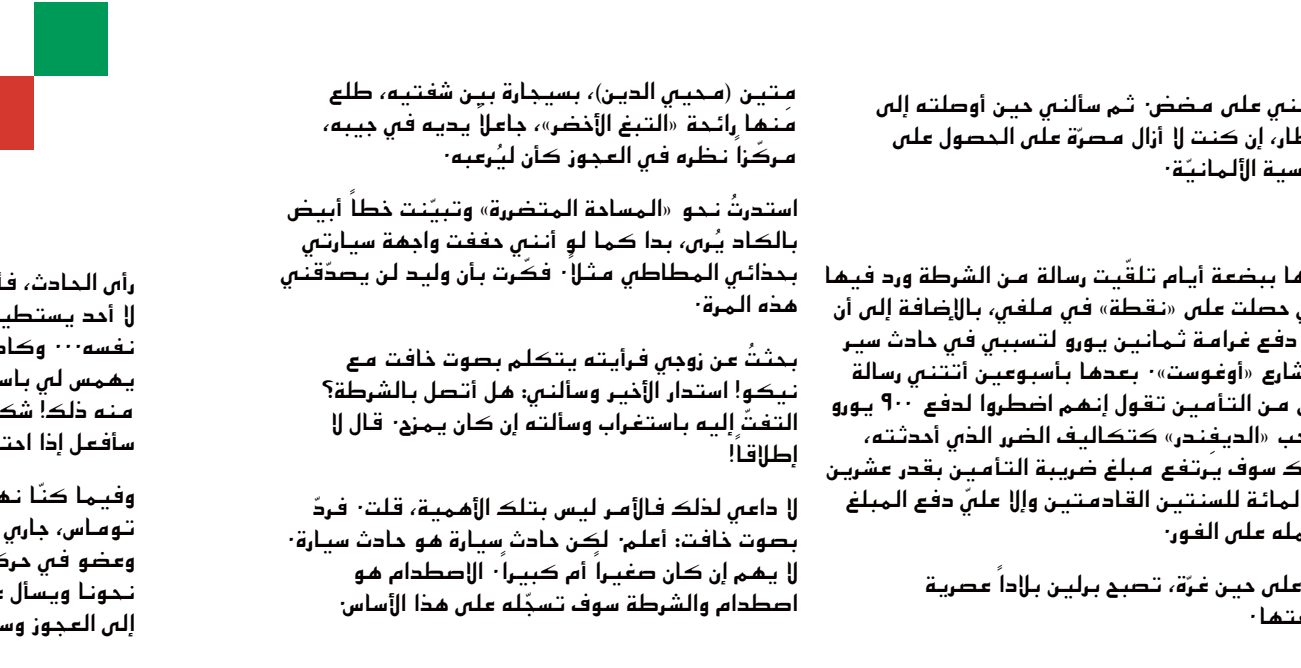 ني على مضض. ثم سألني حين أوصلته إلى
طار، إن كنت لا أزال مصرّة على الحصول على
سية الألمانيّة.
ها ببضعة أيام تلقّيت رسالة من الشرطة ورد فيها
ي حصلت على «نقطة» في ملفي، بالإضافة إلى أن
دفع غرامة ثمانين يورو لتسببي في حادث سير
شارع «أوغوست». بعدها بأسبوعين أتتني رسالة
ى من التأمين تقول إنهم اضطروا لدفع ٩٠٠ يورو
حب «الديفندر» كتكاليف الضرر الذي أحدثته،
ك سوف يرتفع مبلغ ضريبة التأمين بقدر عشرين
لمائة للسنتين القادمتين وإلا عليّ دفع المبلغ
مله على الفور.
على حين غرّة، تصبح برلين بلاداً عصرية
تها.
متين (محيي الدين)، بسيجارة بين شفتيه، طلع
منها رائحة «التبغ الأخضر»، جاعلاً يديه في جيبه،
مركّزاً نظره في العجوز كأن ليُرعبه.
استدرتُ نحو «المساحة المتضررة» وتبيّنت خطاً أبيض
بالكاد يُرى، بدا كما لو أنني حففت واجهة سيارتي
بحذائي المطاطي مثلاً. فكّرت بأن وليد لن يصدّقني
هذه المرة.
بحثتُ عن زوجي فرأيته يتكلم بصوت خافت مع
نيكو! استدار الأخير وسألني: هل أتصل بالشرطة؟
التفتّ إليه باستغراب وسألته إن كان يمزح. قال لا
إطلاقاً!
لا داعي لذلك فالأمر ليس بتلك الأهمية، قلت. فردّ
بصوت خافت: أعلم. لكن حادث سيارة هو حادث سيارة.
لا يهم إن كان صغيراً أم كبيراً. الاصطدام هو
اصطدام والشرطة سوف تسجّله على هذا الأساس.
رأى الحادث، فأ
لا أحد يستطي
نفسه... وكاد
يهمس لي باس
منه ذلك! شك
سأفعل إذا احت
وفيما كنّا نه
توماس، جاري
وعضو في حرك
نحونا ويسأل ع
إلى العجوز وس